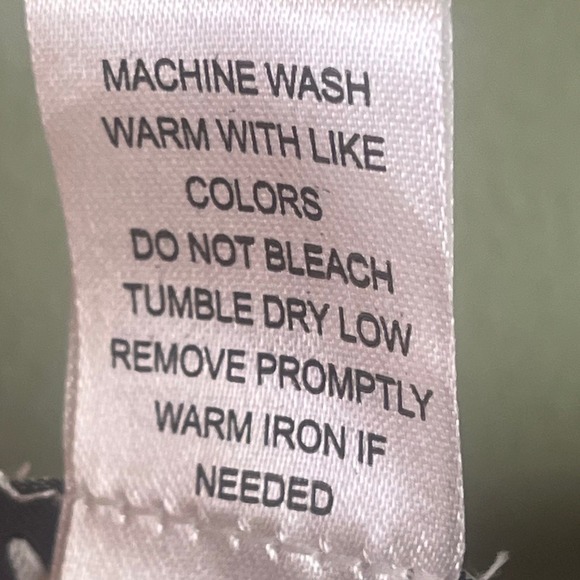 MACHINE WASH
WARM WITH LIKE
COLORS
DO NOT BLEACH
TUMBLE DRY LOW
REMOVE PROMPTLY
WARM IRON IF
NEEDED